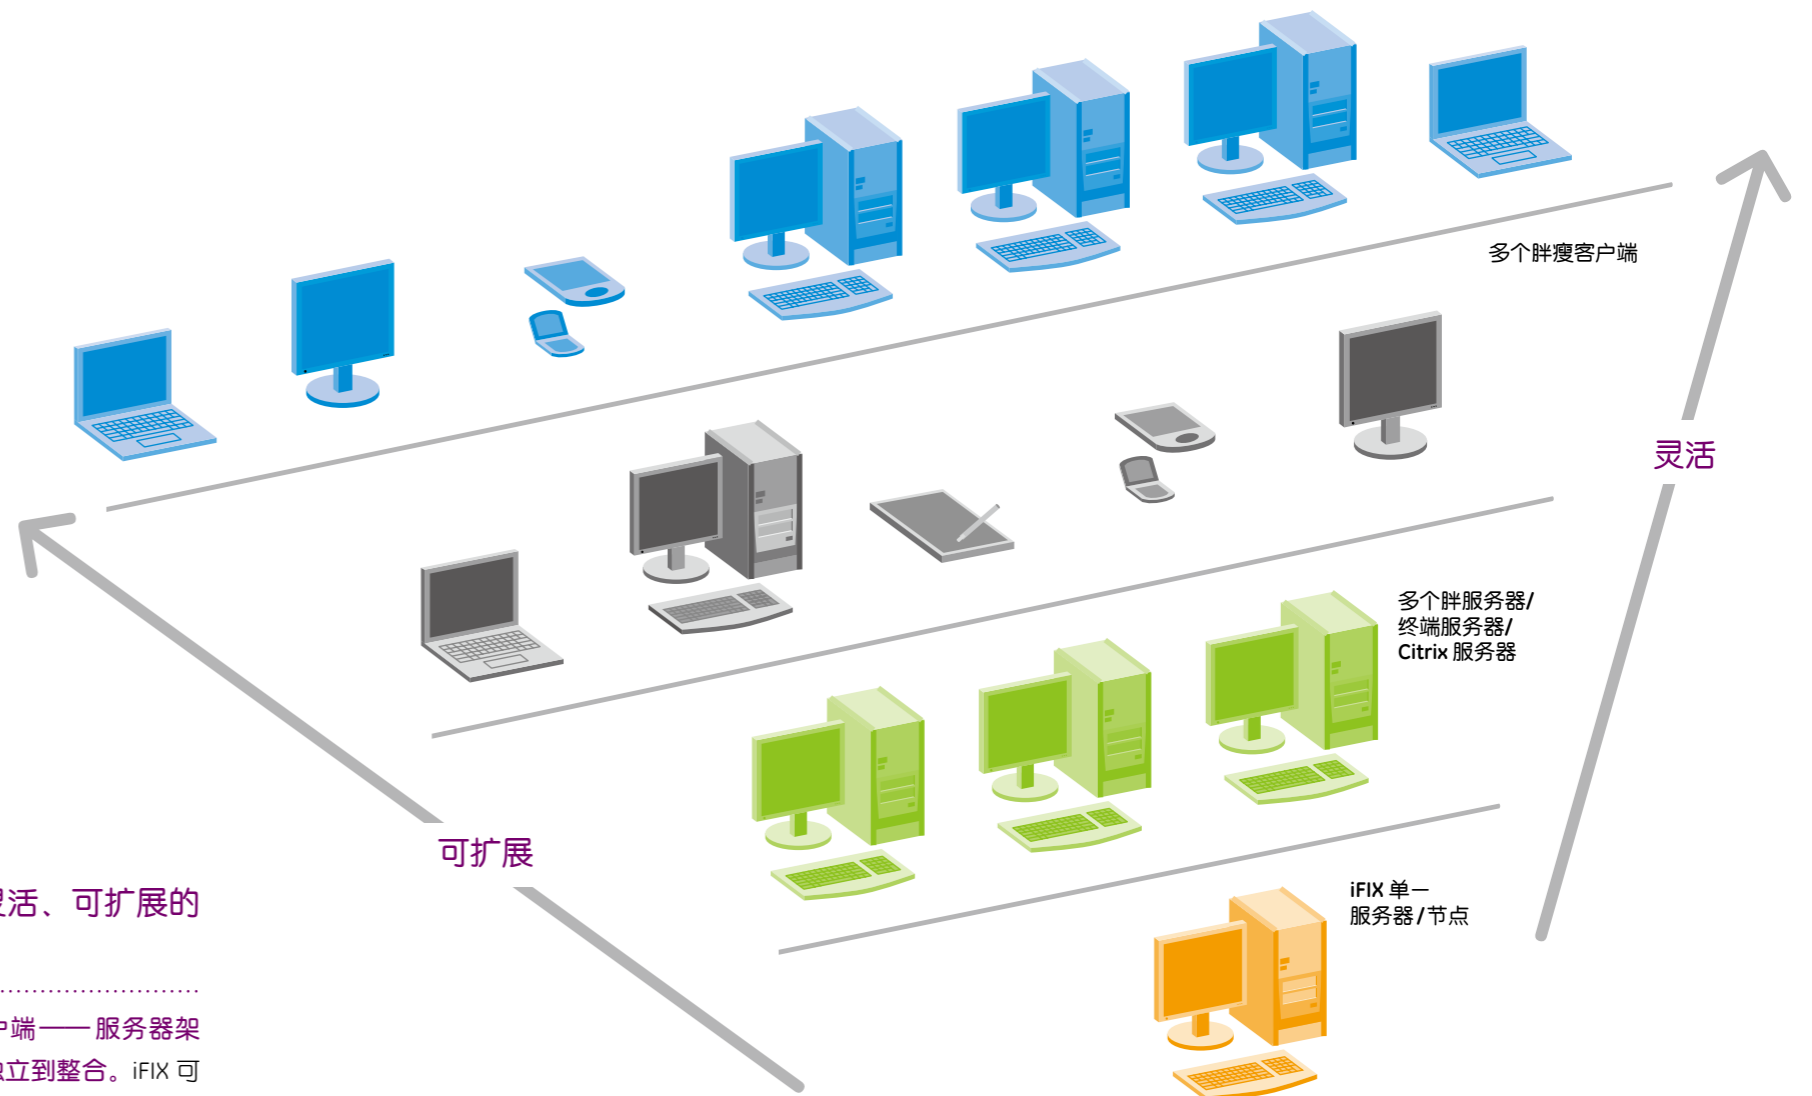 多个胖瘦客户端
灵活
多个胖服务器/
终端服务器/
Citrix 服务器
可扩展
iFIX 单一
服务器/节点
活、可扩展的
户端——服务器架
立到整合。iFIX 可